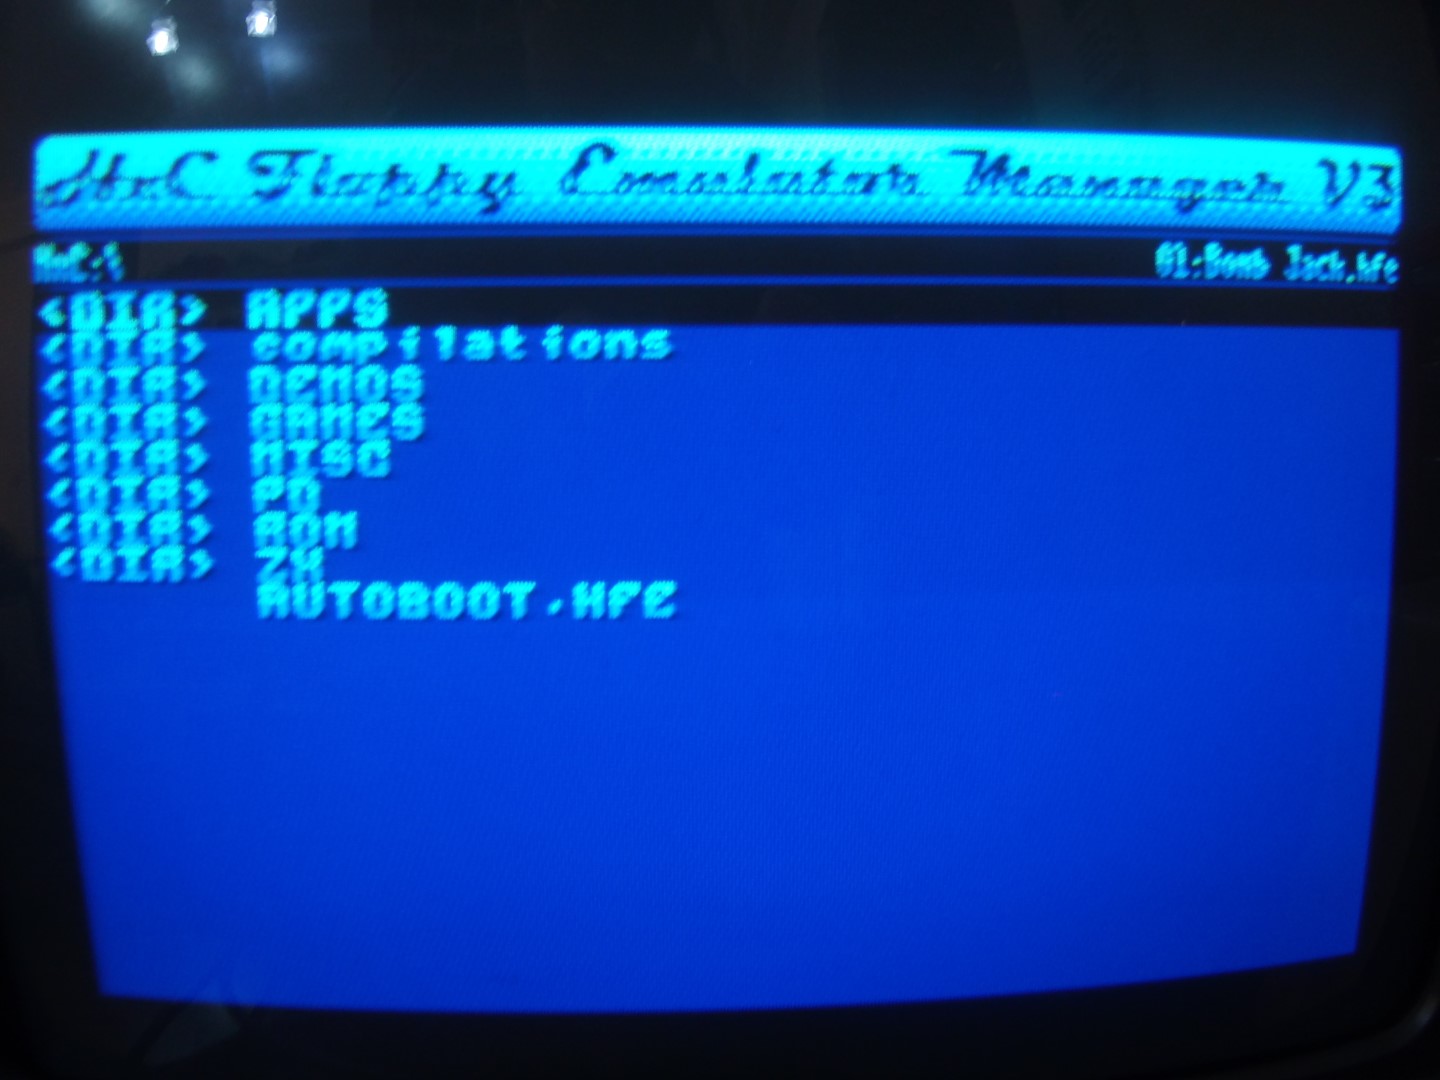 HxC Floppy Emulator Manager V3
HxC:\ 01:Bomb Jack.hfe
<DIR> APPS
<DIR> compilations
<DIR> DEMOS
<DIR> GAMES
<DIR> MISC
<DIR> PD
<DIR> ROM
<DIR> ZX
AUTOBOOT.HFE